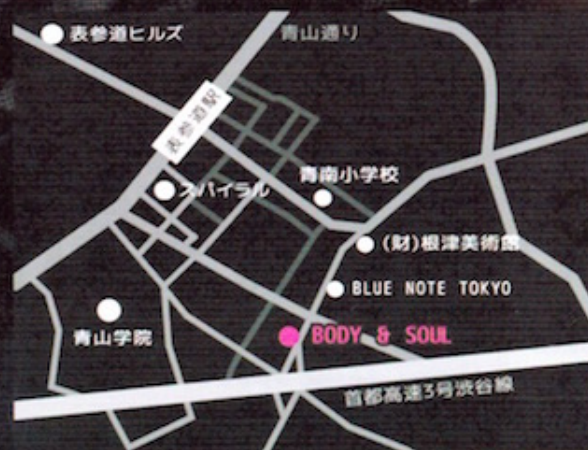 表参道ヒルズ
青山通り
表参道駅
スパイラル
青南小学校
(財)根津美術館
BLUE NOTE TOKYO
青山学院
BODY & SOUL
首都高速3号渋谷線